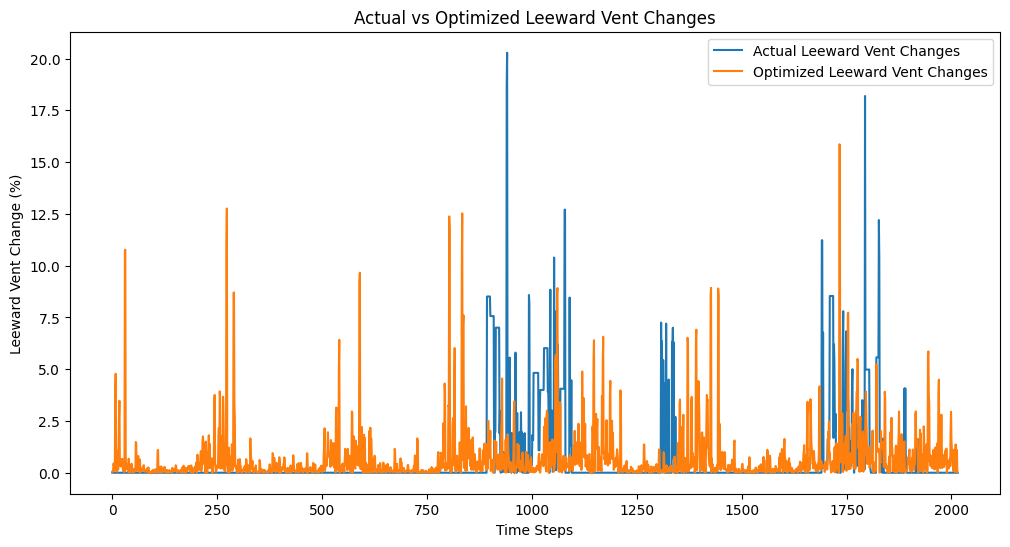 Actual vs Optimized Leeward Vent Changes
Actual Leeward Vent Changes
Optimized Leeward Vent Changes
Leeward Vent Change (%)
20.0
17.5
15.0
12.5
10.0
7.5
5.0
2.5
0.0
0 250 500 750 1000 1250 1500 1750 2000
Time Steps